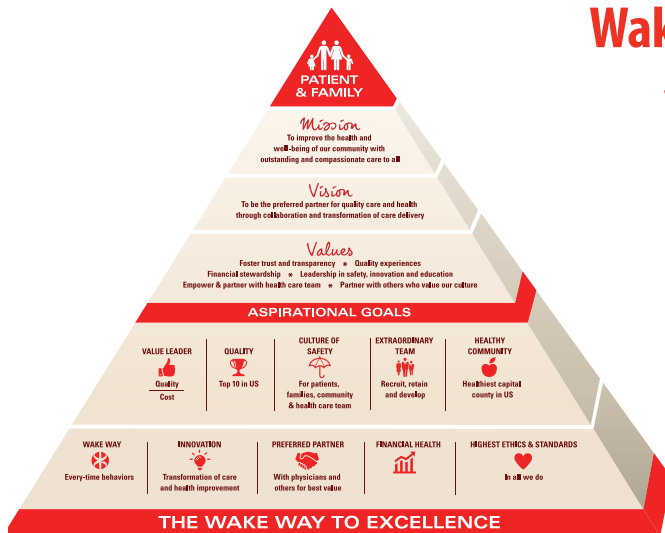 Wak
PATIENT
& FAMILY
Mission
To improve the health and
well-being of our community with
outstanding and compassionate care to all
Vision
To be the preferred partner for quality care and health
through collaboration and transformation of care delivery
Values
Foster trust and transparency * Quality experiences
Financial stewardship * Leadership in safety, innovation and education
Empower & partner with health care team * Partner with others who value our culture
ASPIRATIONAL GOALS
VALUE LEADER
Quality
Cost
QUALITY
Top 10 in US
CULTURE OF
SAFETY
For patients,
families, community
& health care team
EXTRAORDINARY
TEAM
Recruit, retain
and develop
HEALTHY
COMMUNITY
Healthiest capital
county in US
WAKE WAY
Every-time behaviors
INNOVATION
Transformation of care
and health improvement
PREFERRED PARTNER
With physicians and
others for best value
FINANCIAL HEALTH
HIGHEST ETHICS & STANDARDS
In all we do
THE WAKE WAY TO EXCELLENCE